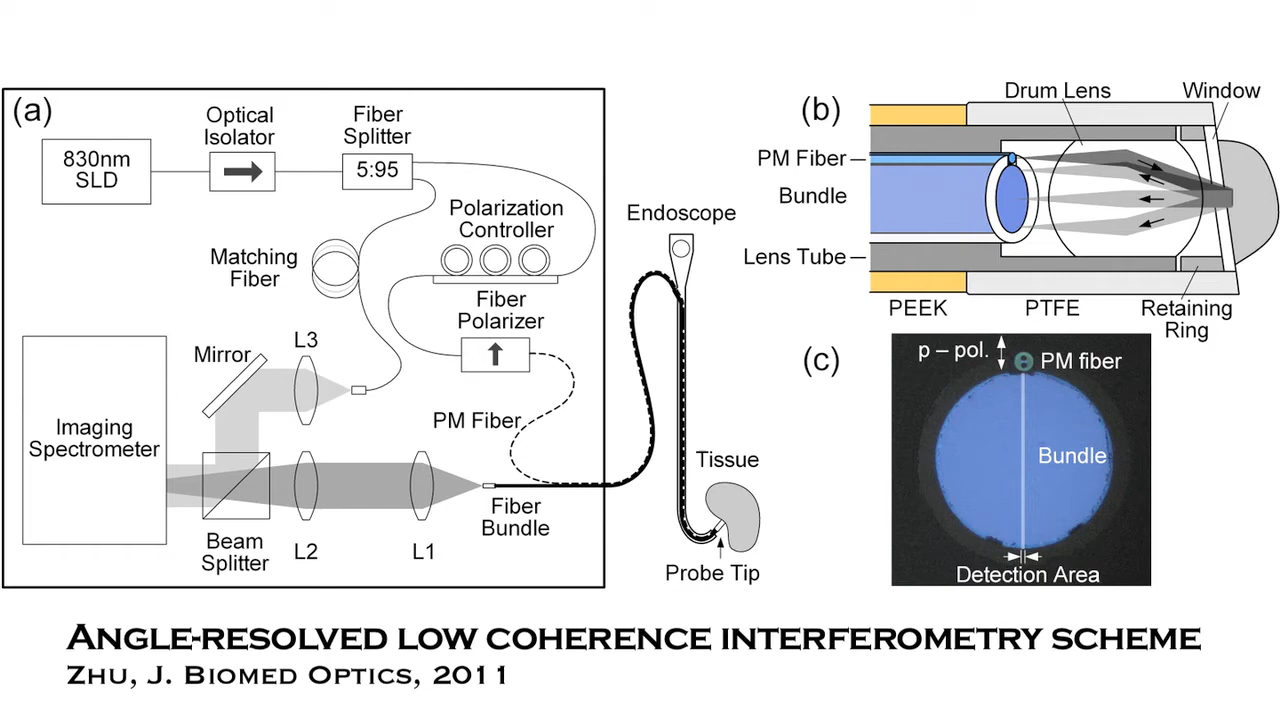 (a)
Optical
Isolator
Fiber
Splitter
830nm
SLD
5:95
Polarization
Controller
Matching
Fiber
Fiber
Polarizer
Endoscope
Mirror
L3
PM Fiber
Imaging
Spectrometer
Tissue
Fiber
Bundle
Beam
Splitter
L2
L1
Probe Tip
(b)
Drum Lens
Window
PM Fiber
Bundle
Lens Tube
PEEK
PTFE
Retaining
Ring
(c)
p – pol.
PM fiber
Bundle
Detection Area
ANGLE-RESOLVED LOW COHERENCE INTERFEROMETRY SCHEME
ZHU, J. BIOMED OPTICS, 2011